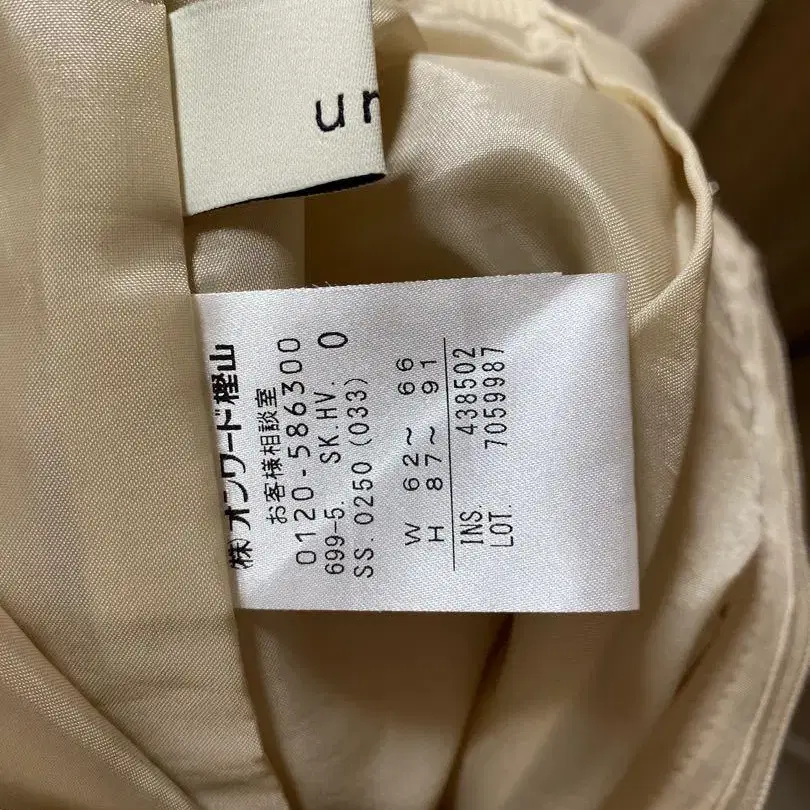 (株)オンワード樫山
お客様相談室
0120-586300
699-5. SK.HV. 0
SS. 0250 (033)
W 62~ 66
H 87~ 91
INS. 438502
LOT. 7059987